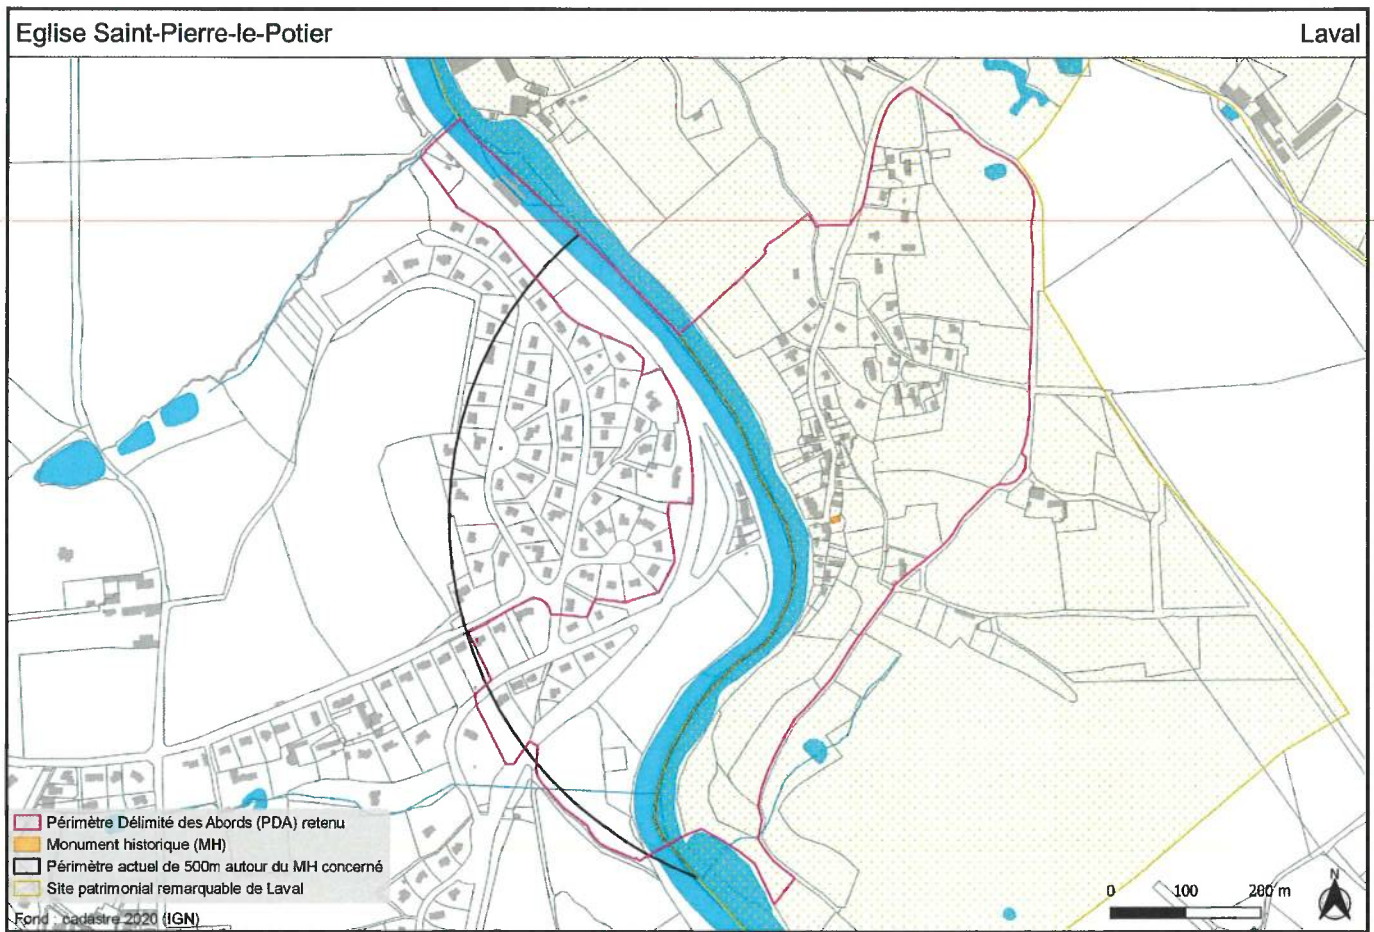 Eglise Saint-Pierre-le-Potier
Laval
Périmètre Délimité des Abords (PDA) retenu
Monument historique (MH)
Périmètre actuel de 500m autour du MH concerné
Site patrimonial remarquable de Laval
Fond : cadastre 2020 (IGN)
0 100 200 m
N